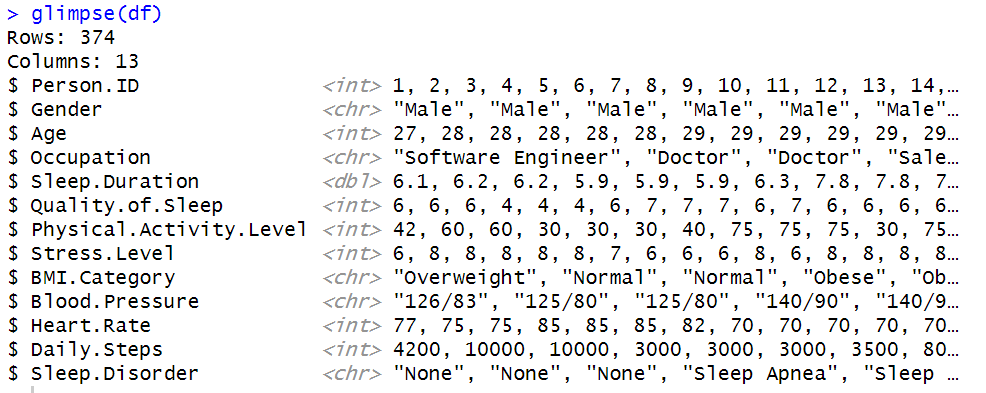 > glimpse(df)
Rows: 374
Columns: 13
$ Person.ID <int> 1, 2, 3, 4, 5, 6, 7, 8, 9, 10, 11, 12, 13, 14,…
$ Gender <chr> "Male", "Male", "Male", "Male", "Male", "Male"…
$ Age <int> 27, 28, 28, 28, 28, 28, 29, 29, 29, 29, 29, 29…
$ Occupation <chr> "Software Engineer", "Doctor", "Doctor", "Sale…
$ Sleep.Duration <dbl> 6.1, 6.2, 6.2, 5.9, 5.9, 5.9, 6.3, 7.8, 7.8, 7…
$ Quality.of.Sleep <int> 6, 6, 6, 4, 4, 4, 6, 7, 7, 7, 6, 7, 6, 6, 6, 6…
$ Physical.Activity.Level <int> 42, 60, 60, 30, 30, 30, 40, 75, 75, 75, 30, 75…
$ Stress.Level <int> 6, 8, 8, 8, 8, 8, 7, 6, 6, 6, 8, 6, 8, 8, 8, 8…
$ BMI.Category <chr> "Overweight", "Normal", "Normal", "Obese", "Ob…
$ Blood.Pressure <chr> "126/83", "125/80", "125/80", "140/90", "140/9…
$ Heart.Rate <int> 77, 75, 75, 85, 85, 85, 82, 70, 70, 70, 70, 70…
$ Daily.Steps <int> 4200, 10000, 10000, 3000, 3000, 3000, 3500, 80…
$ Sleep.Disorder <chr> "None", "None", "None", "Sleep Apnea", "Sleep …